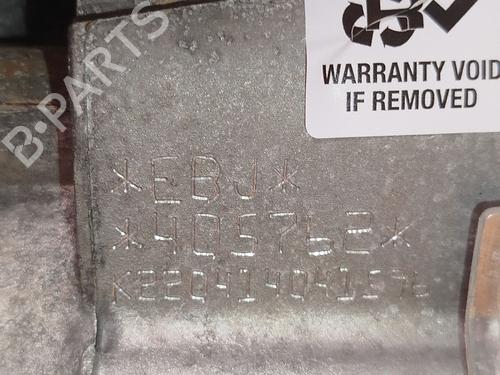 B-PARTS
WARRANTY VOID
IF REMOVED
*EBJ*
*405762*
K220414041576